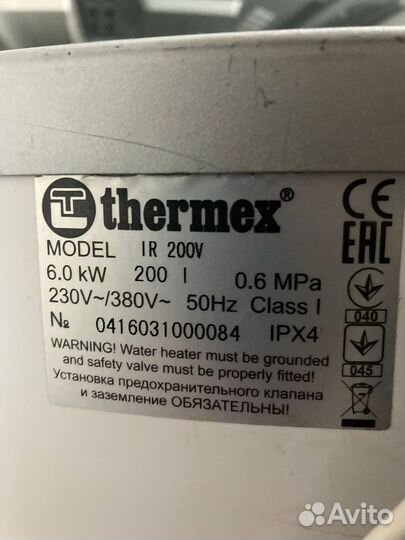 thermex®
MODEL IR 200V
6.0 kW 200 l 0.6 MPa
230V~/380V~ 50Hz Class I
№ 0416031000084 IPX4
WARNING! Water heater must be grounded
and safety valve must be properly fitted!
Установка предохранительного клапана
и заземление ОБЯЗАТЕЛЬНЫ!
CE
EAC
040
045
Avito